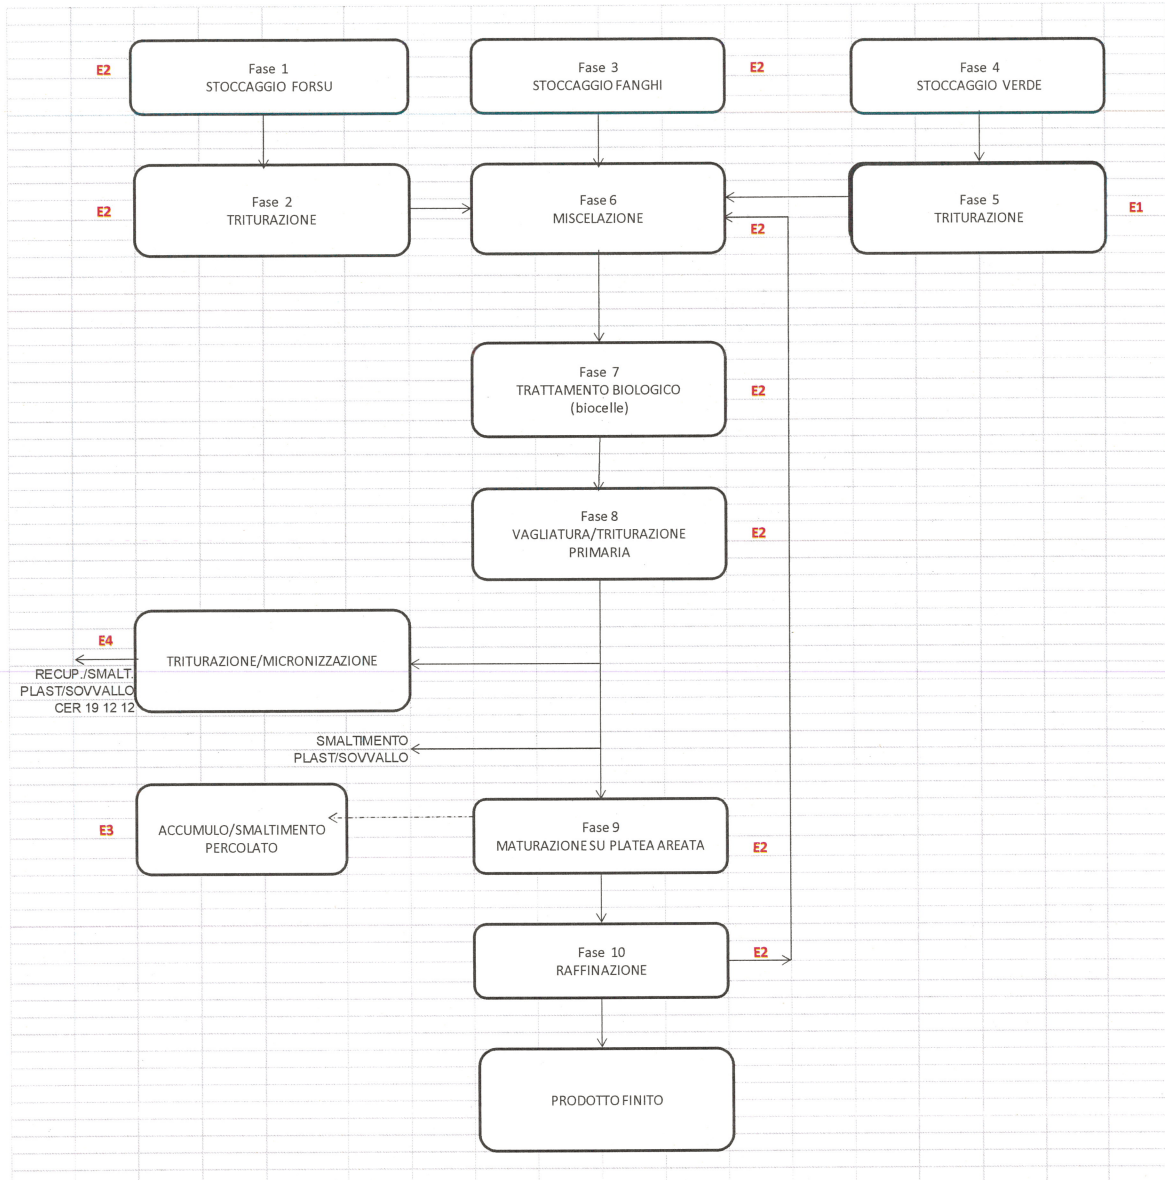 E2
Fase 1
STOCCAGGIO FORSU
Fase 3
STOCCAGGIO FANGHI
E2
Fase 4
STOCCAGGIO VERDE
E2
Fase 2
TRITURAZIONE
Fase 6
MISCELAZIONE
E2
Fase 5
TRITURAZIONE
E1
Fase 7
TRATTAMENTO BIOLOGICO
(biocelle)
E2
Fase 8
VAGLIATURA/TRITURAZIONE
PRIMARIA
E2
E4
RECUP./SMALT.
PLAST/SOVVALLO
CER 19 12 12
TRITURAZIONE/MICRONIZZAZIONE
SMALTIMENTO
PLAST/SOVVALLO
E3
ACCUMULO/SMALTIMENTO
PERCOLATO
Fase 9
MATURAZIONE SU PLATEA AREATA
E2
Fase 10
RAFFINAZIONE
E2
PRODOTTO FINITO